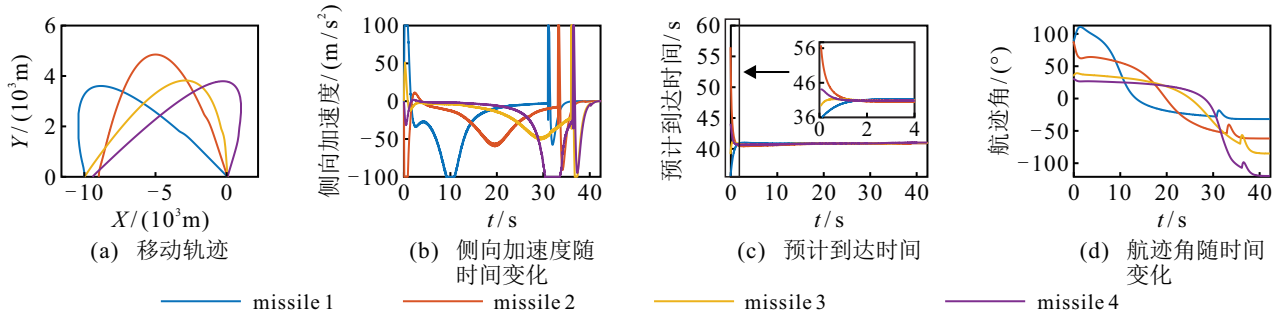 6
4
2
0
Y/(10³m)
−10
−5
0
X/(10³m)
(a) 移动轨迹
100
50
0
−50
−100
侧向加速度/(m/s²)
0
10
20
30
40
t/s
(b) 侧向加速度随
时间变化
60
55
50
45
40
预计到达时间/s
56
46
36
0
2
4
0
10
20
30
40
t/s
(c) 预计到达时间
100
50
0
−50
−100
航迹角/(°)
0
10
20
30
40
t/s
(d) 航迹角随时间
变化
missile 1
missile 2
missile 3
missile 4